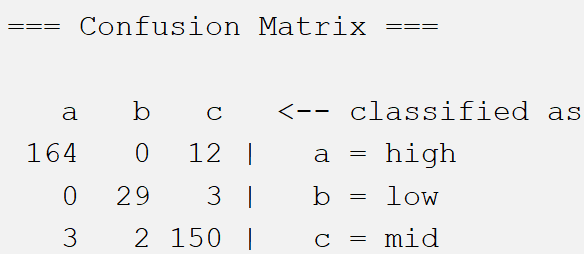 === Confusion Matrix ===
a b c <-- classified as
164 0 12 | a = high
0 29 3 | b = low
3 2 150 | c = mid